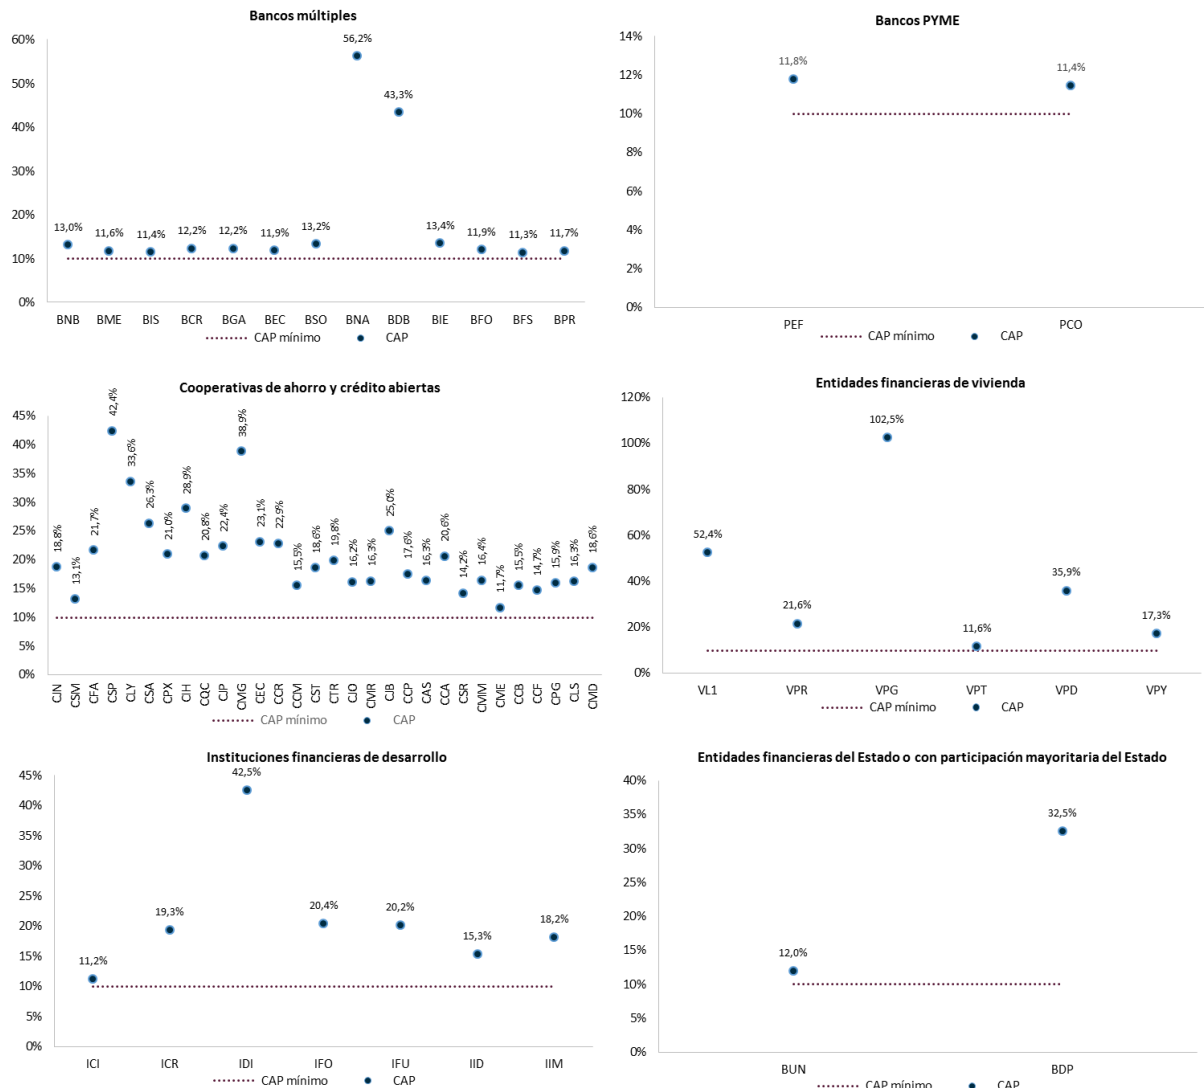 Bancos múltiples
60%
50%
40%
30%
20%
10%
0%
13,0% 11,6% 11,4% 12,2% 12,2% 11,9% 13,2% 56,2% 43,3% 13,4% 11,9% 11,3% 11,7%
BNB BME BIS BCR BGA BEC BSO BNA BDB BIE BFO BFS BPR
CAP mínimo CAP
Bancos PYME
14%
12%
10%
8%
6%
4%
2%
0%
11,8% 11,4%
PEF PCO
CAP mínimo CAP
Cooperativas de ahorro y crédito abiertas
45%
40%
35%
30%
25%
20%
15%
10%
5%
0%
18,8% 13,1% 21,7% 42,4% 33,6% 26,3% 21,0% 28,9% 20,8% 22,4% 38,9% 23,1% 22,9% 15,5% 18,6% 19,8% 16,2% 16,3% 25,0% 17,6% 16,3% 20,6% 14,2% 16,4% 11,7% 15,5% 14,7% 15,9% 16,3% 18,6%
CJN CSM CFA CSP CLY CSA CPX CIH CQC CJP CMG CEC CCR CCM CST CTR CJO CMR CJB CCP CAS CCA CSR CMM CME CCB CCF CPG CLS CMD
CAP mínimo CAP
Entidades financieras de vivienda
120%
100%
80%
60%
40%
20%
0%
52,4% 21,6% 102,5% 11,6% 35,9% 17,3%
VL1 VPR VPG VPT VPD VPY
CAP mínimo CAP
Instituciones financieras de desarrollo
45%
40%
35%
30%
25%
20%
15%
10%
5%
0%
11,2% 19,3% 42,5% 20,4% 20,2% 15,3% 18,2%
ICI ICR IDI IFO IFU IID IIM
CAP mínimo CAP
Entidades financieras del Estado o con participación mayoritaria del Estado
40%
35%
30%
25%
20%
15%
10%
5%
0%
12,0% 32,5%
BUN BDP
CAP mínimo CAP